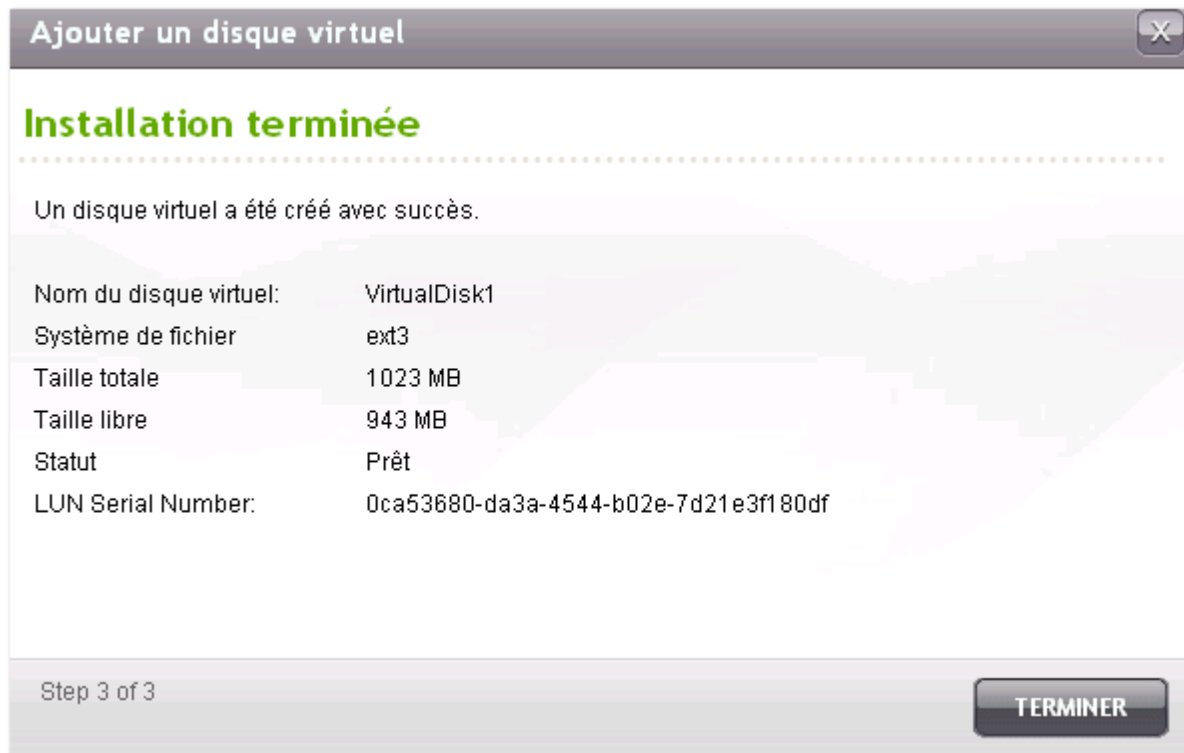 Ajouter un disque virtuel
X
Installation terminée
Un disque virtuel a été créé avec succès.
Nom du disque virtuel: VirtualDisk1
Système de fichier ext3
Taille totale 1023 MB
Taille libre 943 MB
Statut Prêt
LUN Serial Number: 0ca53680-da3a-4544-b02e-7d21e3f180df
Step 3 of 3
TERMINER